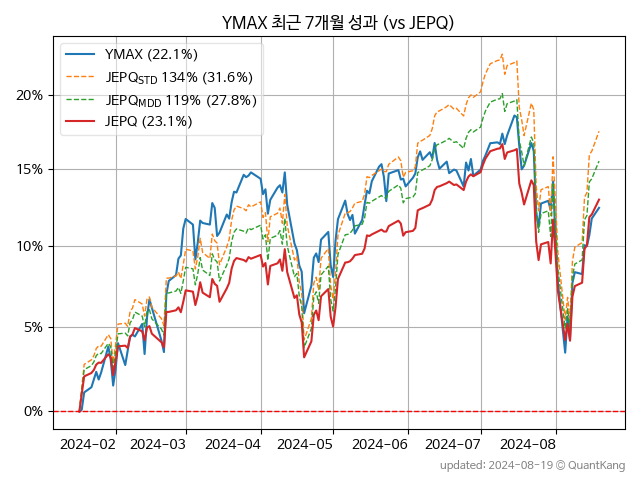 YMAX 최근 7개월 성과 (vs JEPQ)
YMAX (22.1%)
JEPQSTD 134% (31.6%)
JEPQMDD 119% (27.8%)
JEPQ (23.1%)
20%
15%
10%
5%
0%
2024-02 2024-03 2024-04 2024-05 2024-06 2024-07 2024-08
updated: 2024-08-19 © QuantKang